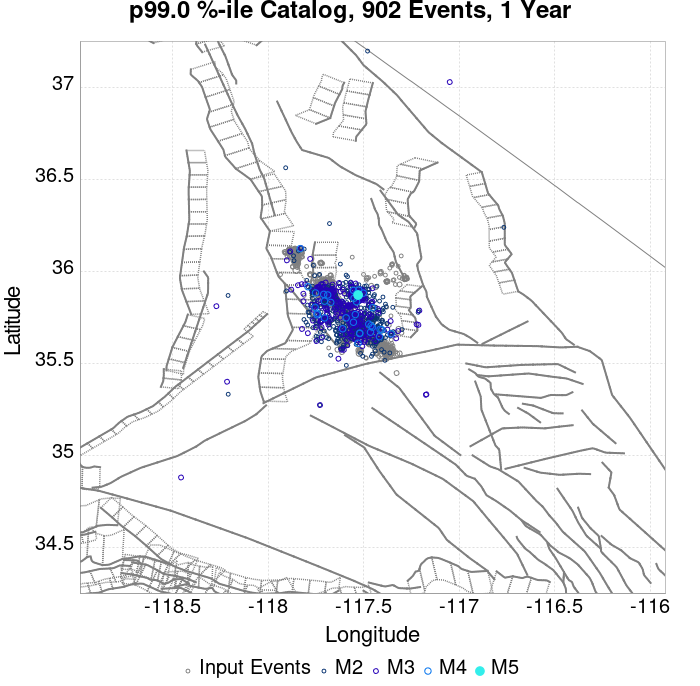 p99.0 %-ile Catalog, 902 Events, 1 Year
37
36.5
36
35.5
35
34.5
Latitude
-118.5
-118
-117.5
-117
-116.5
-116
Longitude
Input Events
M2
M3
M4
M5